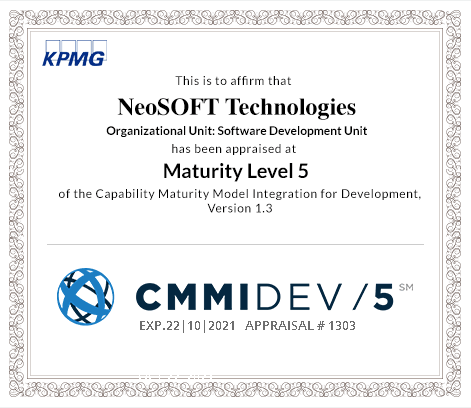 KPMG
This is to affirm that
NeoSOFT Technologies
Organizational Unit: Software Development Unit
has been appraised at
Maturity Level 5
of the Capability Maturity Model Integration for Development,
Version 1.3
CMMIDEV/5 SM
EXP.22|10|2021 APPRAISAL # 1303